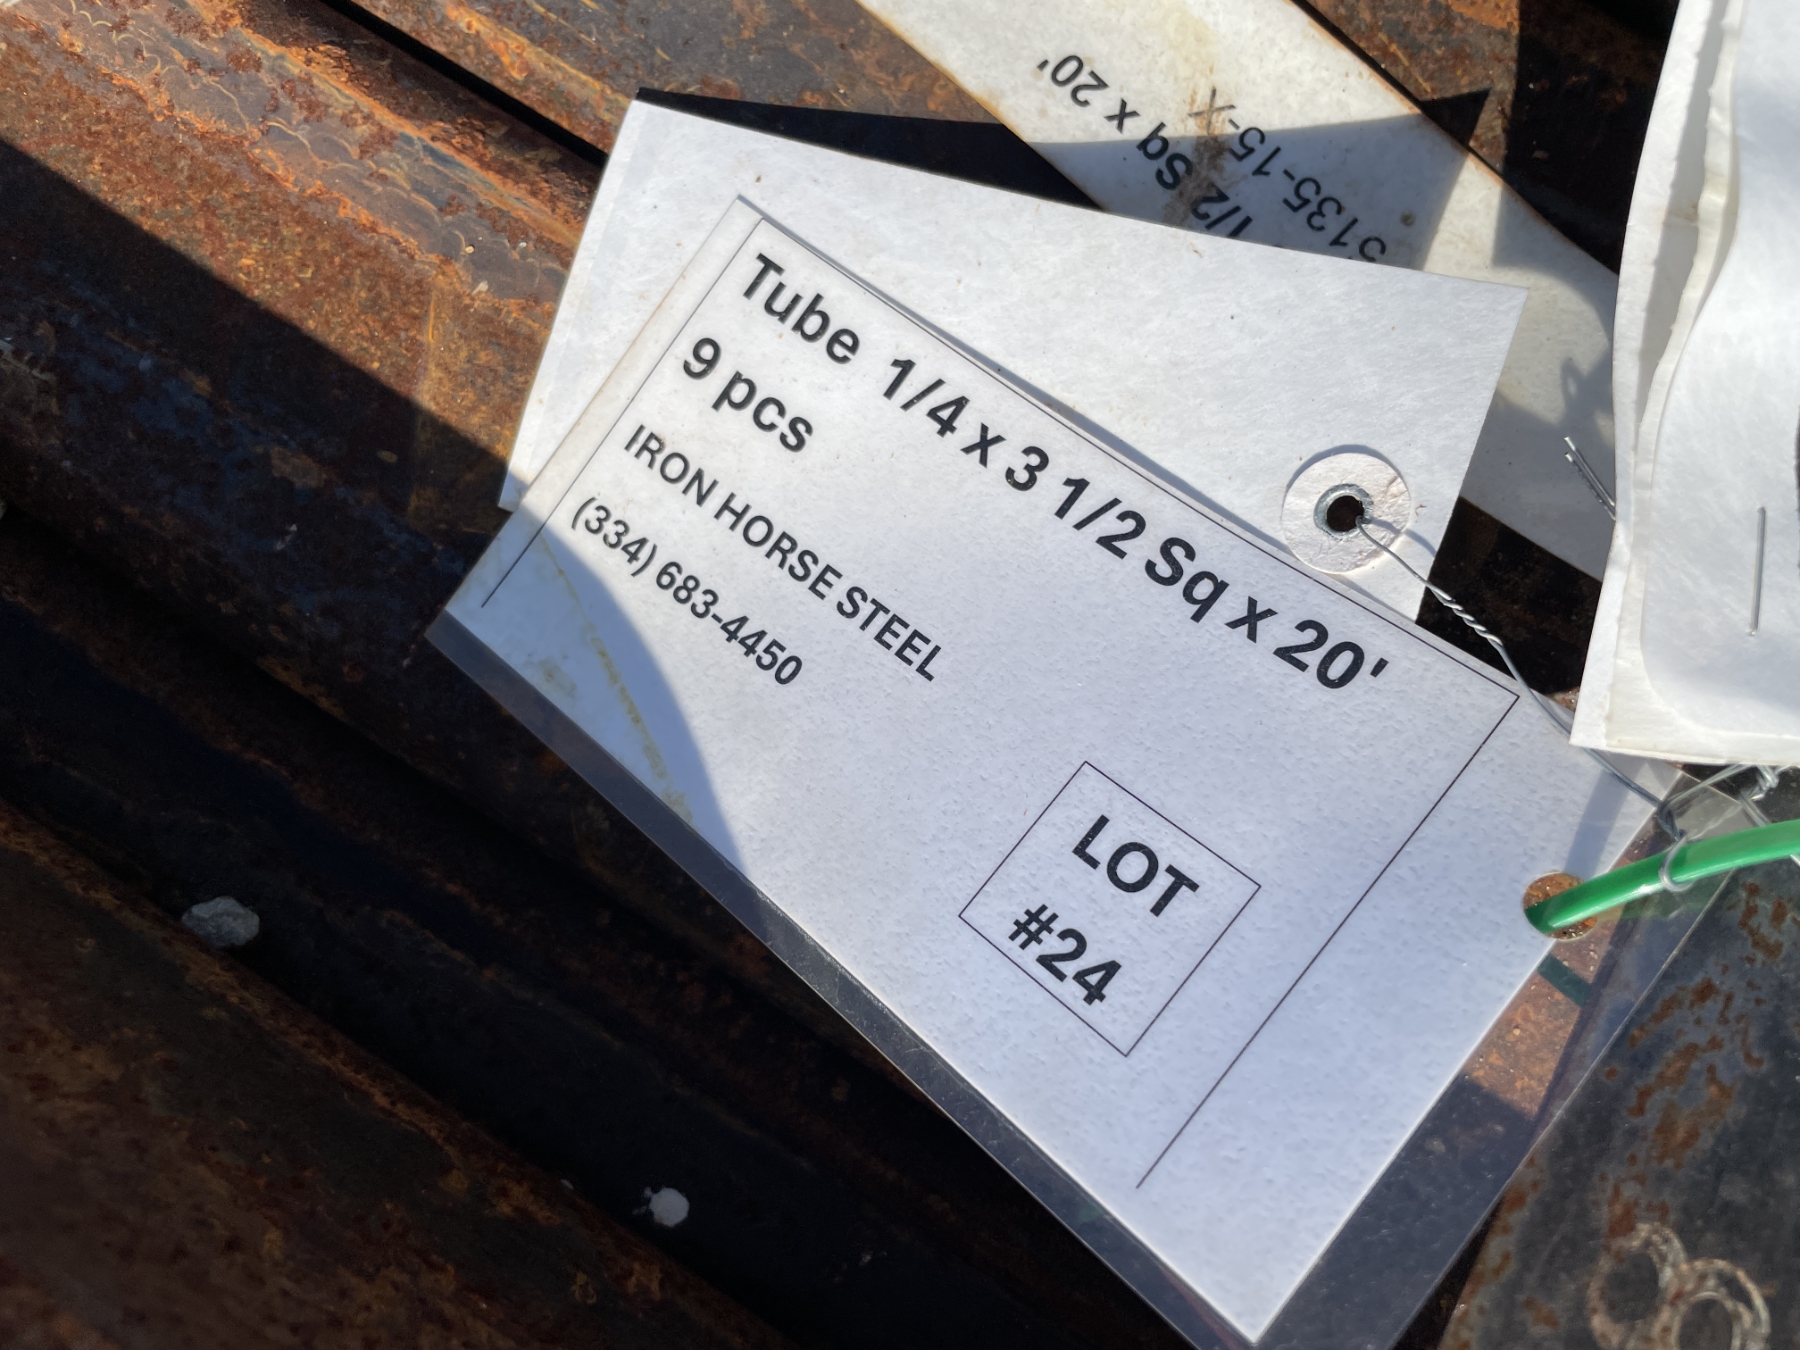 Tube 1/4 x 3 1/2 Sq x 20'
9 pcs
IRON HORSE STEEL
(334) 683-4450
LOT
#24
1/2 Sq x 20'
5135-15-X